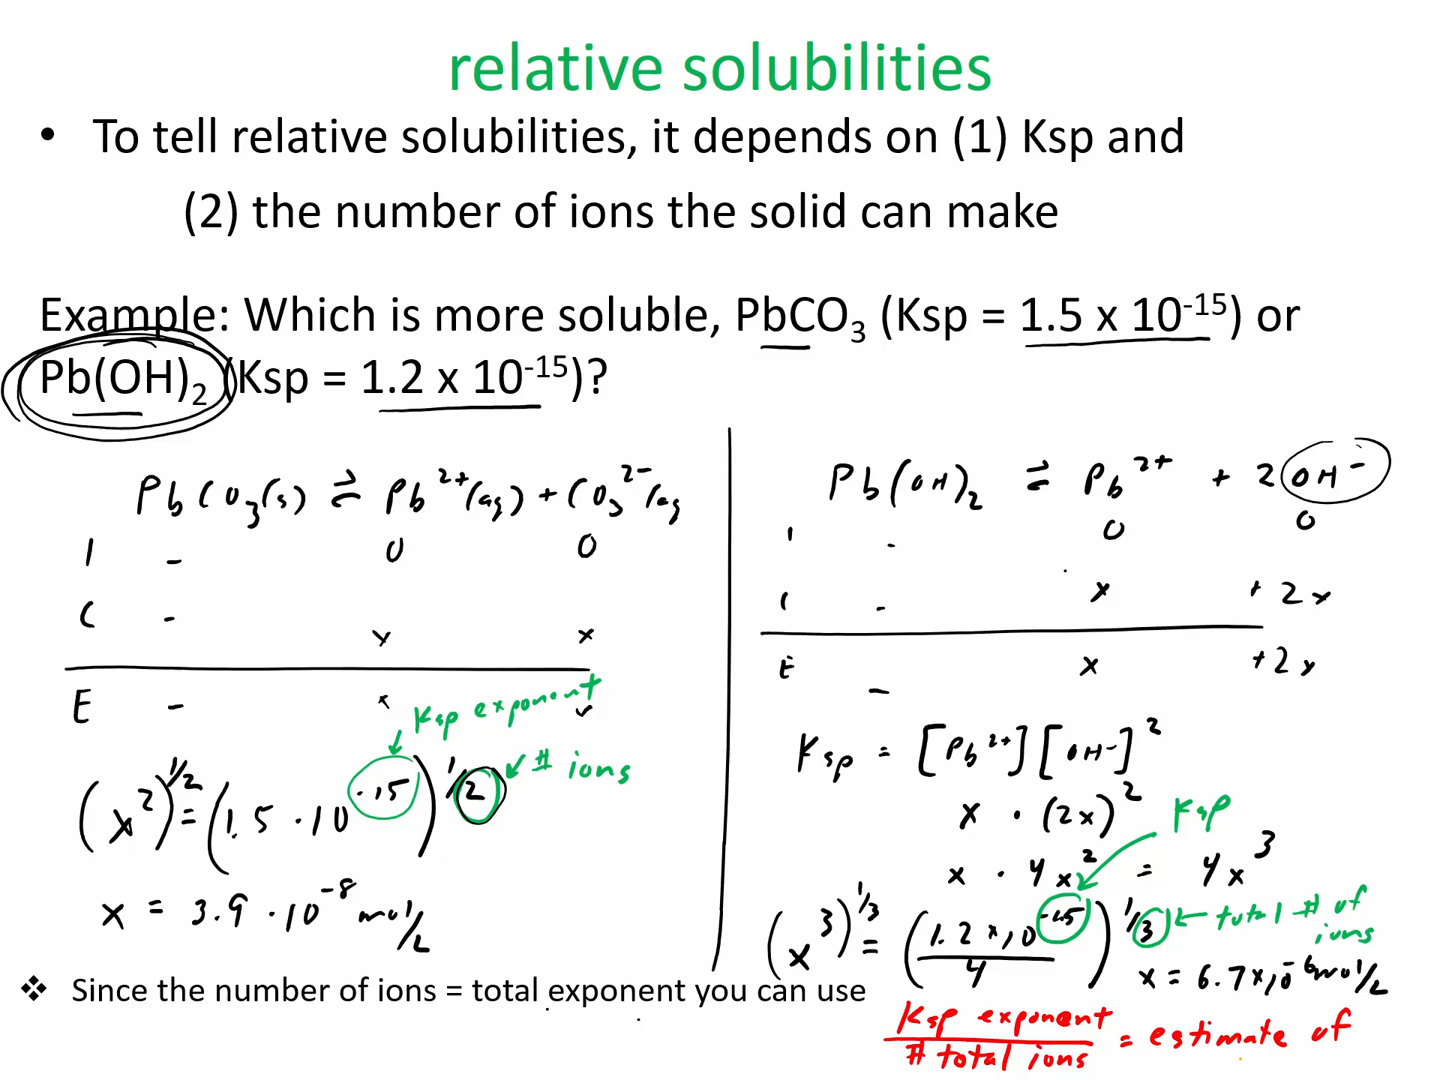 relative solubilities
• To tell relative solubilities, it depends on (1) Ksp and
(2) the number of ions the solid can make
Example: Which is more soluble, PbCO₃ (Ksp = 1.5 x 10⁻¹⁵) or
Pb(OH)₂ (Ksp = 1.2 x 10⁻¹⁵)?
PbCO₃(s) ⇌ Pb²⁺(aq) + CO₃²⁻(aq
I - 0 0
C - x x
E - x x
Ksp exponent
# ions
(x²)^1/2 = (1.5 · 10^-15)^1/2
x = 3.9 · 10⁻⁸ mol/L
Pb(OH)₂ ⇌ Pb²⁺ + 2OH⁻
I - 0 0
C - x + 2x
E - x +2x
Ksp = [Pb²⁺][OH⁻]²
x · (2x)²
Ksp
x · 4x² = 4x³
(x³)^1/3 = (1.2 x 10^-15 / 4)^1/3 ← total # of ions
x = 6.7 x 10⁻⁶ mol/L
❖ Since the number of ions = total exponent you can use
Ksp exponent / # total ions = estimate of